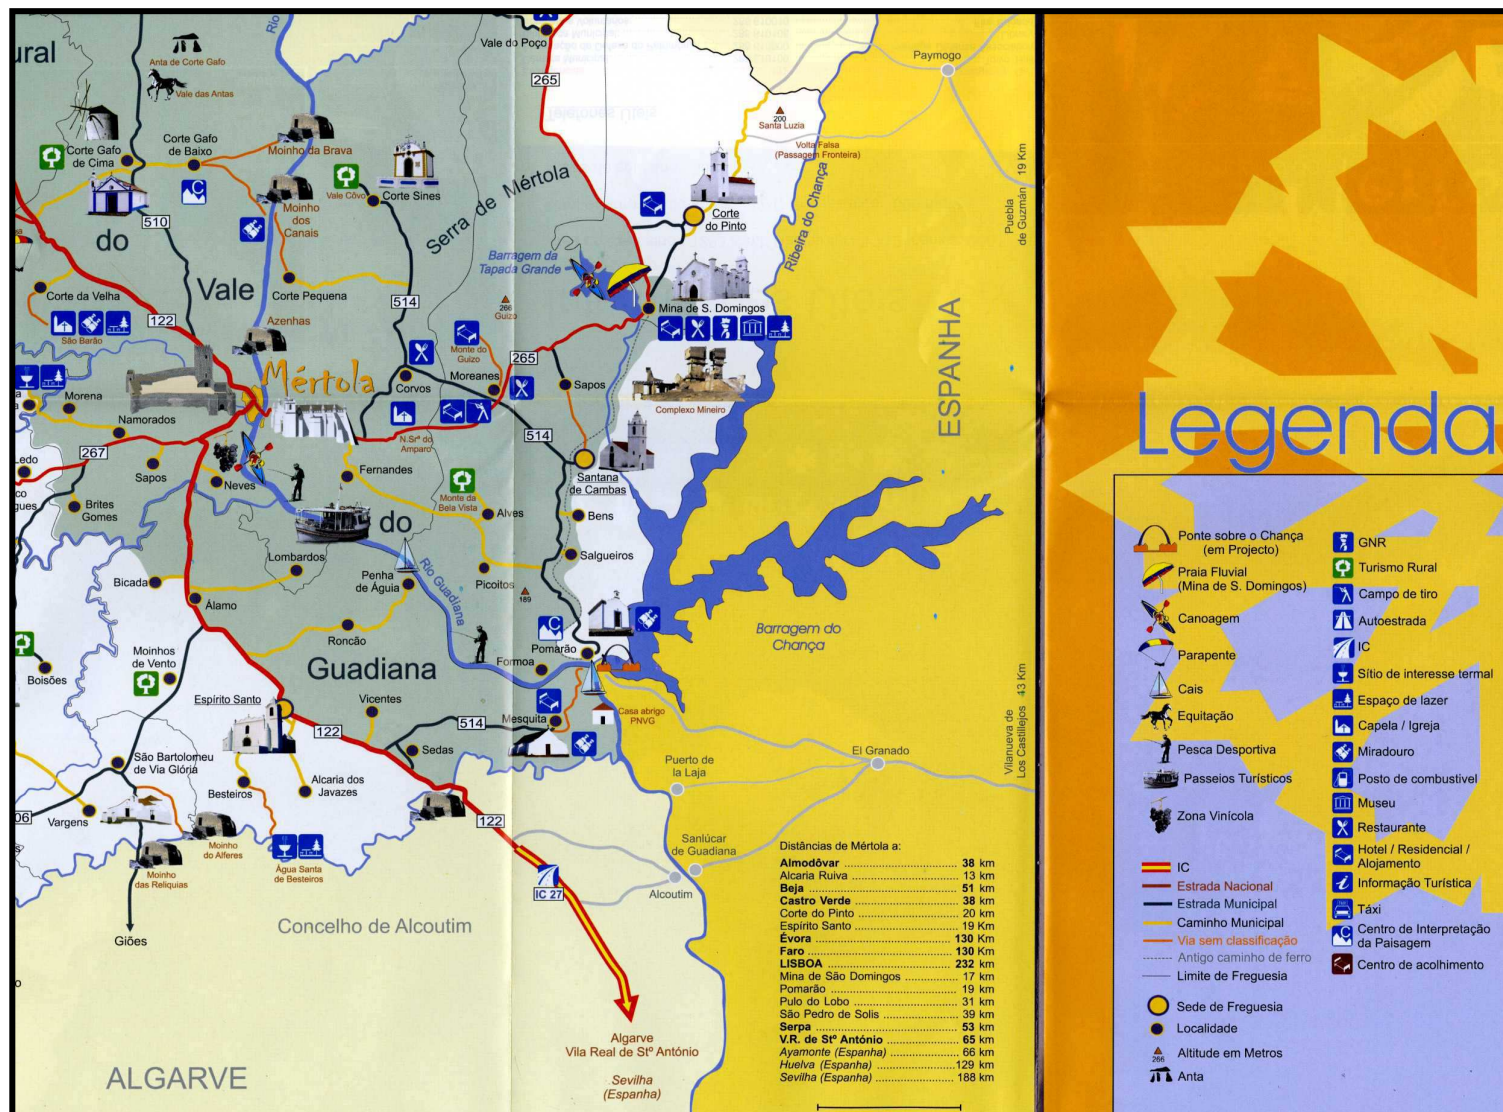 ural
Rio
Vale do Poço
Anta de Corte Gafo
Vale das Antas
265
Paymogo
200
Santa Luzia
Volta Falsa
(Passagem Fronteira)
Corte Gafo
de Cima
Corte Gafo
de Baixo
Moinho da Brava
Vale Côvo
Corte Sines
Moinho
dos
Canais
Serra de Mértola
Corte
do Pinto
Ribeira do Chança
Puebla
de Guzmán 19 Km
510
do
Vale
Barragem da
Tapada Grande
Corte da Velha
Corte Pequena
514
266
Guizo
Mina de S. Domingos
122
São Barão
Azenhas
Monte do
Guizo
265
ESPANHA
Mértola
Corvos
Moreanes
Sapos
Complexo Mineiro
Morena
Namorados
N.Srª do
Amparo
514
267
Ledo
Sapos
Neves
Fernandes
Santana
de Cambas
co
gues
Brites
Gomes
Monte da
Bela Vista
Alves
Bens
do
Lombardos
Salgueiros
Bicada
Penha
de Águia
Rio Guadiana
Picoitos
189
Álamo
Roncão
Barragem do
Chança
Moinhos
de Vento
Guadiana
Formoa
Pomarão
Boisões
Espírito Santo
Vicentes
122
514
Mesquita
Casa abrigo
PNVG
Vilanueva de
Los Castillejos 43 Km
Sedas
El Granado
São Bartolomeu
de Via Glória
Puerto de
la Laja
Besteiros
Alcaria dos
Javazes
06
Vargens
122
Moinho
do Alferes
Sanlúcar
de Guadiana
Moinho
das Reliquias
Água Santa
de Besteiros
IC 27
Alcoutim
Giões
Concelho de Alcoutim
Algarve
Vila Real de Stº António
Sevilha
(Espanha)
ALGARVE
Distâncias de Mértola a:
Almodôvar 38 km
Alcaria Ruiva 13 km
Beja 51 km
Castro Verde 38 km
Corte do Pinto 20 km
Espírito Santo 19 Km
Évora 130 Km
Faro 130 Km
LISBOA 232 km
Mina de São Domingos 17 km
Pomarão 19 km
Pulo do Lobo 31 km
São Pedro de Solis 39 km
Serpa 53 km
V.R. de Stº António 65 km
Ayamonte (Espanha) 66 km
Huelva (Espanha) 129 km
Sevilha (Espanha) 188 km
Legenda
Ponte sobre o Chança
(em Projecto)
Praia Fluvial
(Mina de S. Domingos)
Canoagem
Parapente
Cais
Equitação
Pesca Desportiva
Passeios Turísticos
Zona Vinícola
IC
Estrada Nacional
Estrada Municipal
Caminho Municipal
Via sem classificação
Antigo caminho de ferro
Limite de Freguesia
Sede de Freguesia
Localidade
266
Altitude em Metros
Anta
GNR
Turismo Rural
Campo de tiro
Autoestrada
IC
Sítio de interesse termal
Espaço de lazer
Capela / Igreja
Miradouro
Posto de combustivel
Museu
Restaurante
Hotel / Residencial /
Alojamento
Informação Turística
Táxi
Centro de Interpretação
da Paisagem
Centro de acolhimento